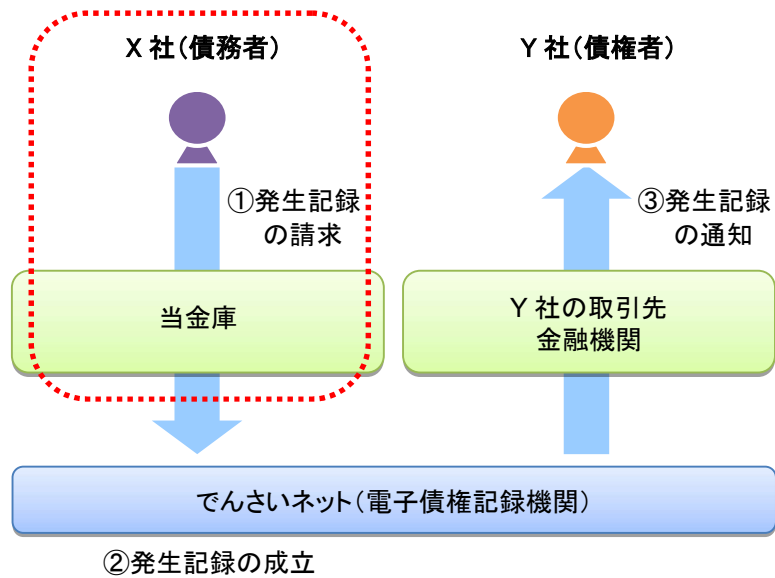 X 社（債務者）
Y 社（債権者）
①発生記録
の請求
③発生記録
の通知
当金庫
Y 社の取引先
金融機関
でんさいネット（電子債権記録機関）
②発生記録の成立